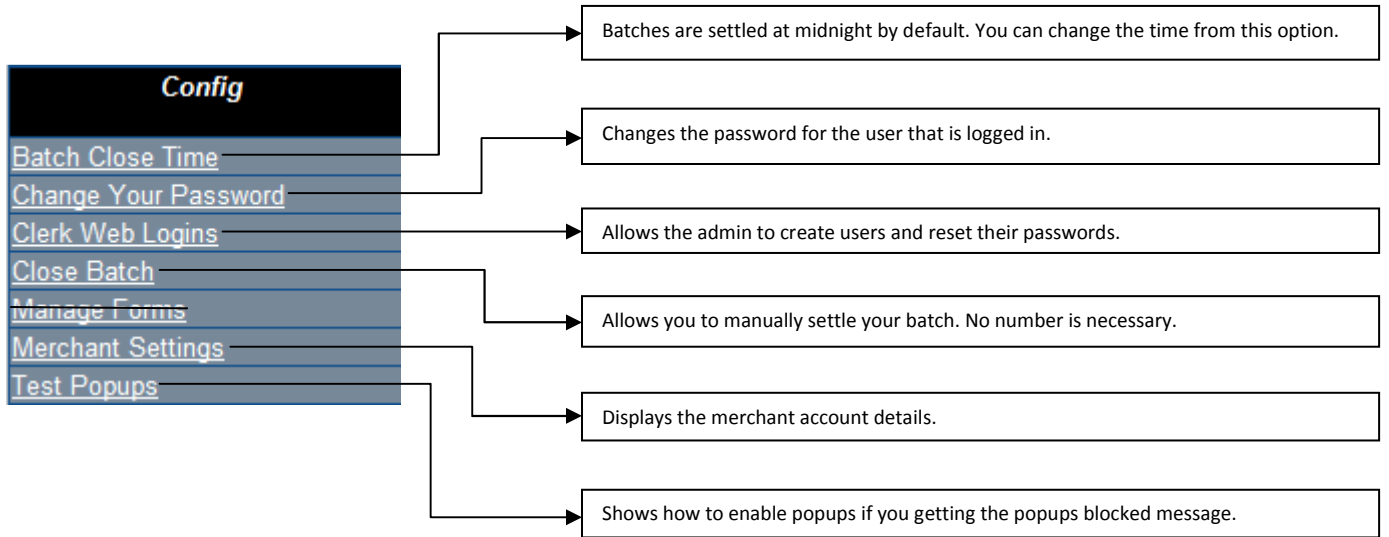 Batches are settled at midnight by default. You can change the time from this option.
Config
Changes the password for the user that is logged in.
Batch Close Time
Change Your Password
Clerk Web Logins
Allows the admin to create users and reset their passwords.
Close Batch
Manage Forms
Allows you to manually settle your batch. No number is necessary.
Merchant Settings
Test Popups
Displays the merchant account details.
Shows how to enable popups if you getting the popups blocked message.